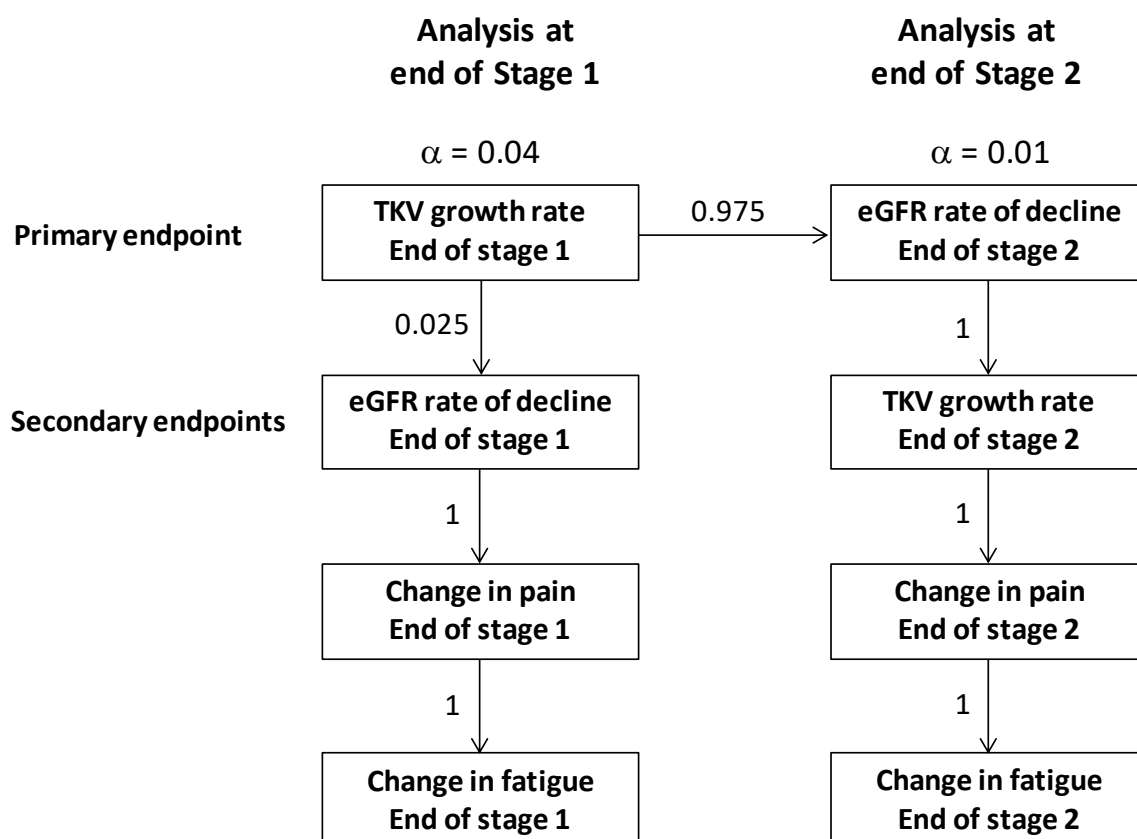 Analysis at
end of Stage 1
Analysis at
end of Stage 2
α = 0.04
α = 0.01
Primary endpoint
TKV growth rate
End of stage 1
0.975
eGFR rate of decline
End of stage 2
0.025
1
Secondary endpoints
eGFR rate of decline
End of stage 1
TKV growth rate
End of stage 2
1
1
Change in pain
End of stage 1
Change in pain
End of stage 2
1
1
Change in fatigue
End of stage 1
Change in fatigue
End of stage 2